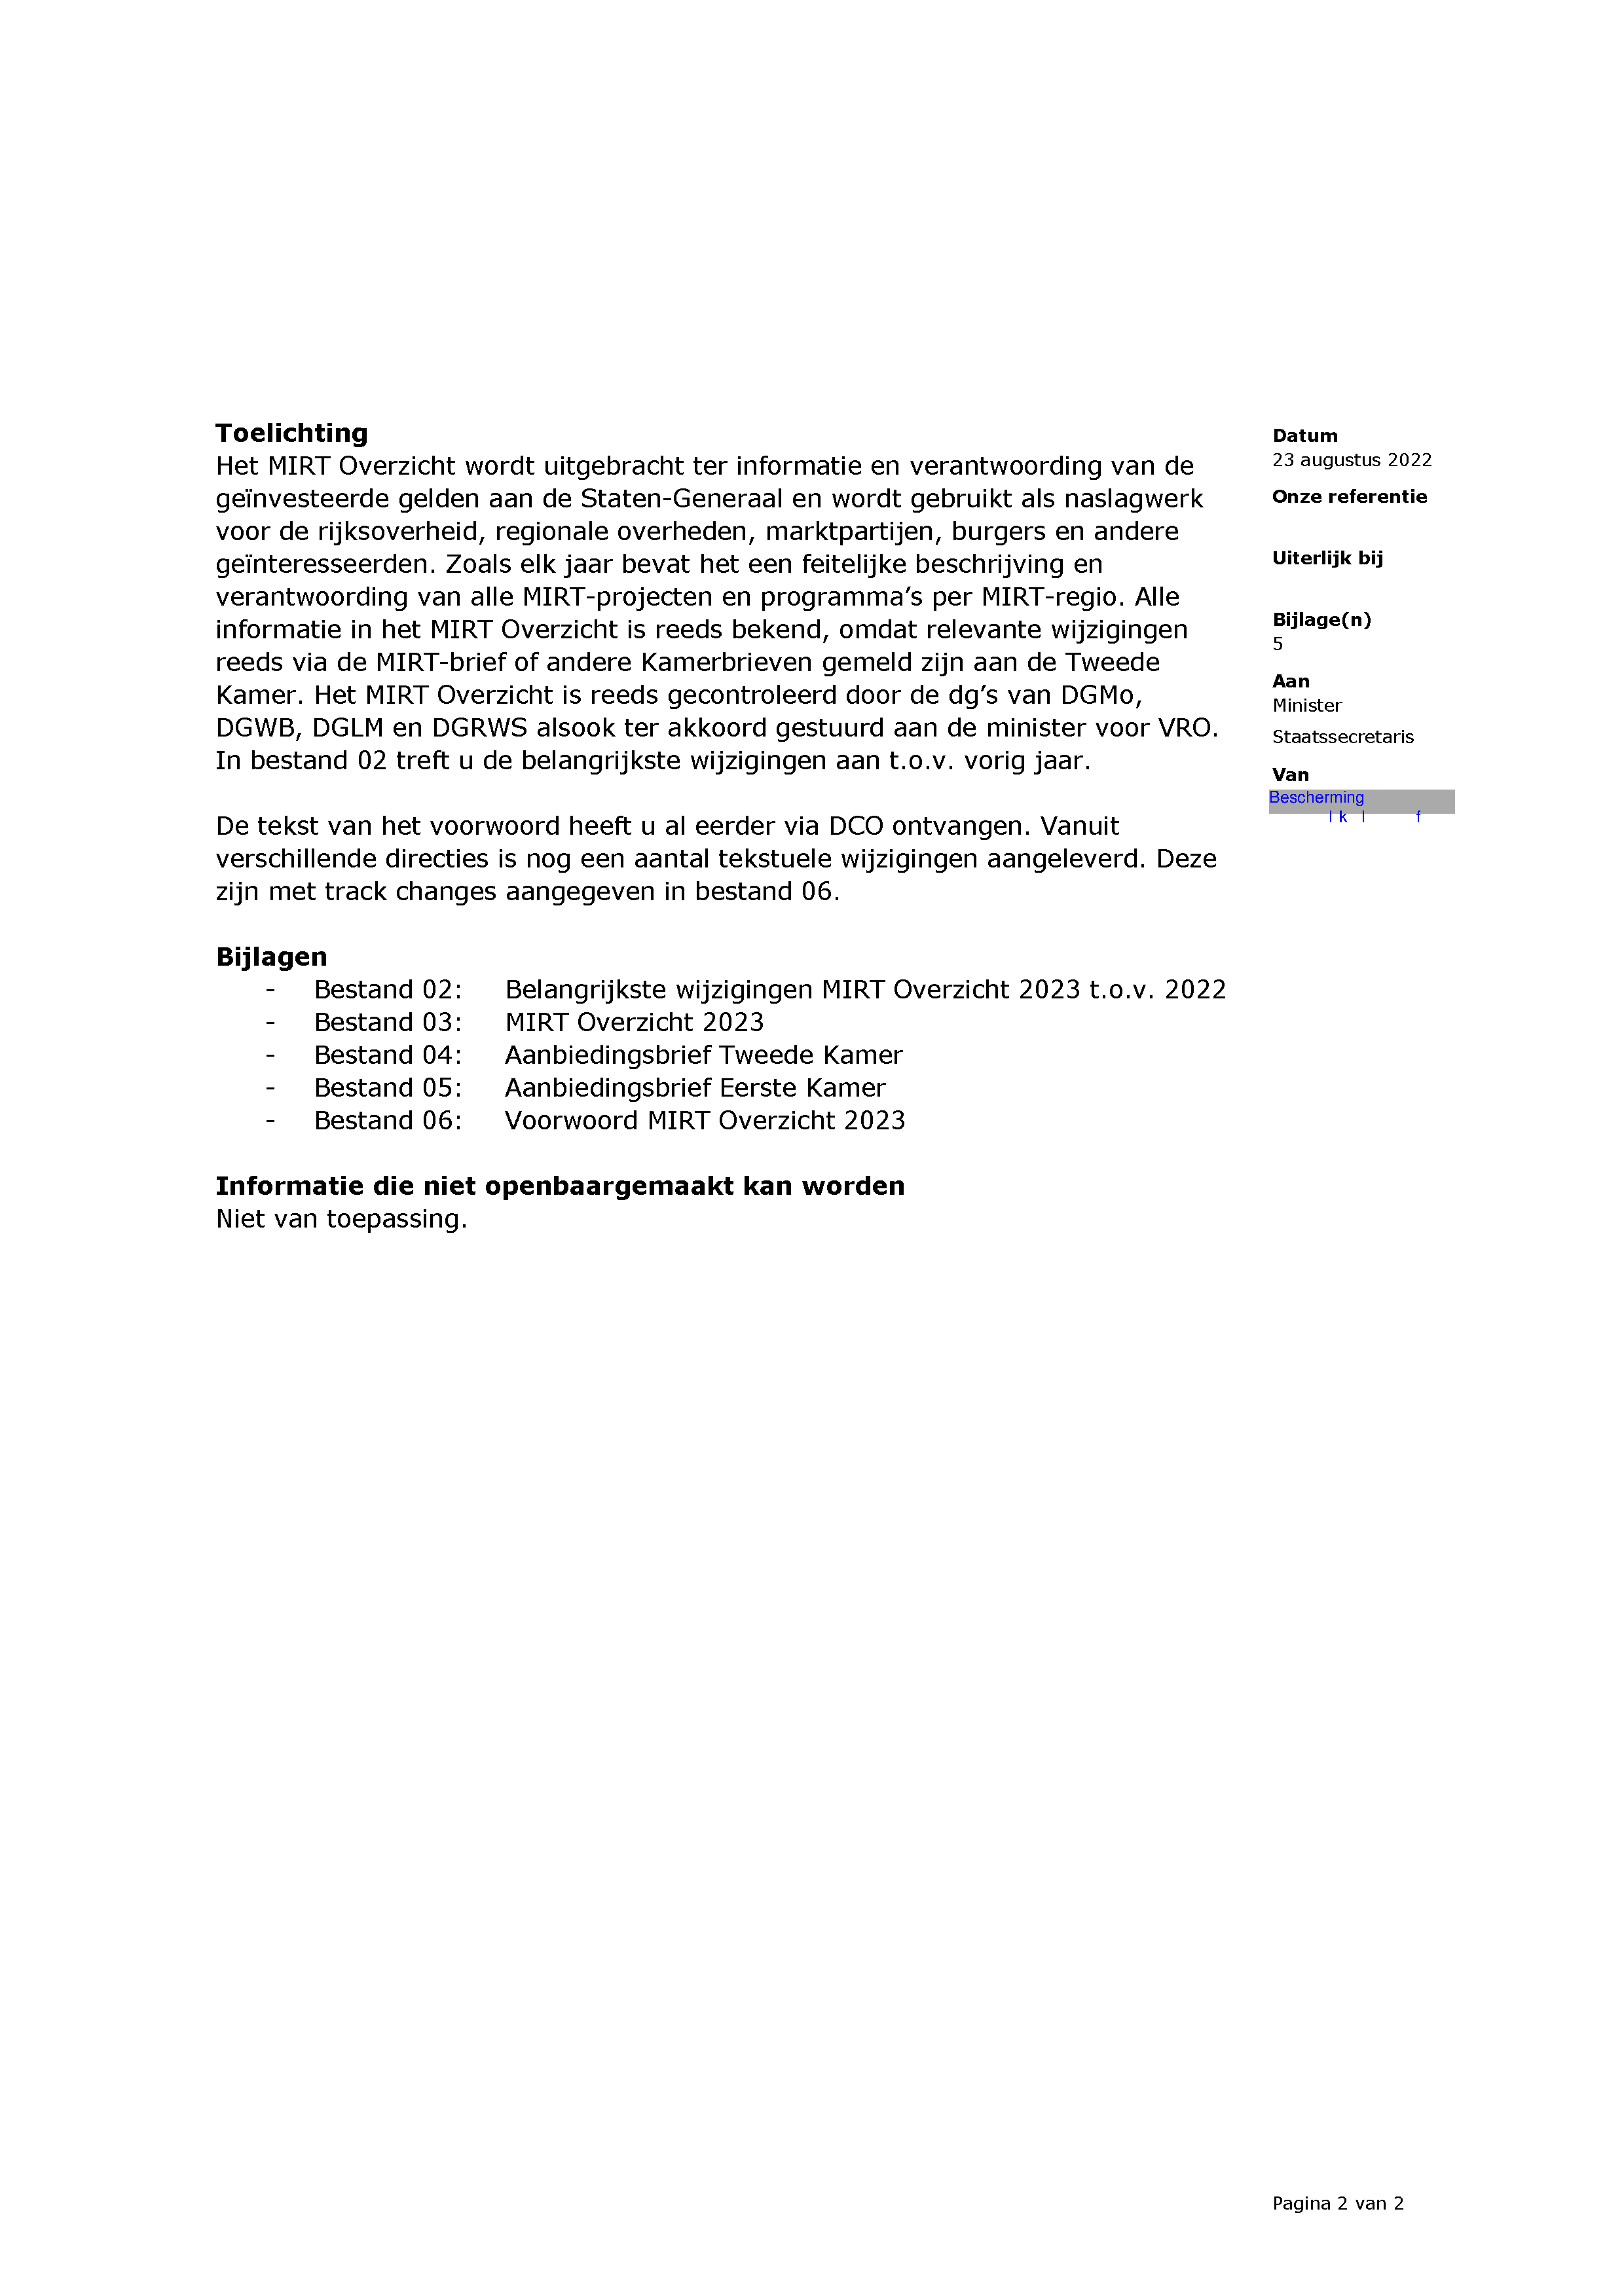 Toelichting
Het MIRT Overzicht wordt uitgebracht ter informatie en verantwoording van de
geïnvesteerde gelden aan de Staten-Generaal en wordt gebruikt als naslagwerk
voor de rijksoverheid, regionale overheden, marktpartijen, burgers en andere
geïnteresseerden. Zoals elk jaar bevat het een feitelijke beschrijving en
verantwoording van alle MIRT-projecten en programma’s per MIRT-regio. Alle
informatie in het MIRT Overzicht is reeds bekend, omdat relevante wijzigingen
reeds via de MIRT-brief of andere Kamerbrieven gemeld zijn aan de Tweede
Kamer. Het MIRT Overzicht is reeds gecontroleerd door de dg’s van DGMo,
DGWB, DGLM en DGRWS alsook ter akkoord gestuurd aan de minister voor VRO.
In bestand 02 treft u de belangrijkste wijzigingen aan t.o.v. vorig jaar.
De tekst van het voorwoord heeft u al eerder via DCO ontvangen. Vanuit
verschillende directies is nog een aantal tekstuele wijzigingen aangeleverd. Deze
zijn met track changes aangegeven in bestand 06.
Bijlagen
- Bestand 02: Belangrijkste wijzigingen MIRT Overzicht 2023 t.o.v. 2022
- Bestand 03: MIRT Overzicht 2023
- Bestand 04: Aanbiedingsbrief Tweede Kamer
- Bestand 05: Aanbiedingsbrief Eerste Kamer
- Bestand 06: Voorwoord MIRT Overzicht 2023
Informatie die niet openbaargemaakt kan worden
Niet van toepassing.
Datum
23 augustus 2022
Onze referentie
Uiterlijk bij
Bijlage(n)
5
Aan
Minister
Staatssecretaris
Van
Bescherming
Pagina 2 van 2